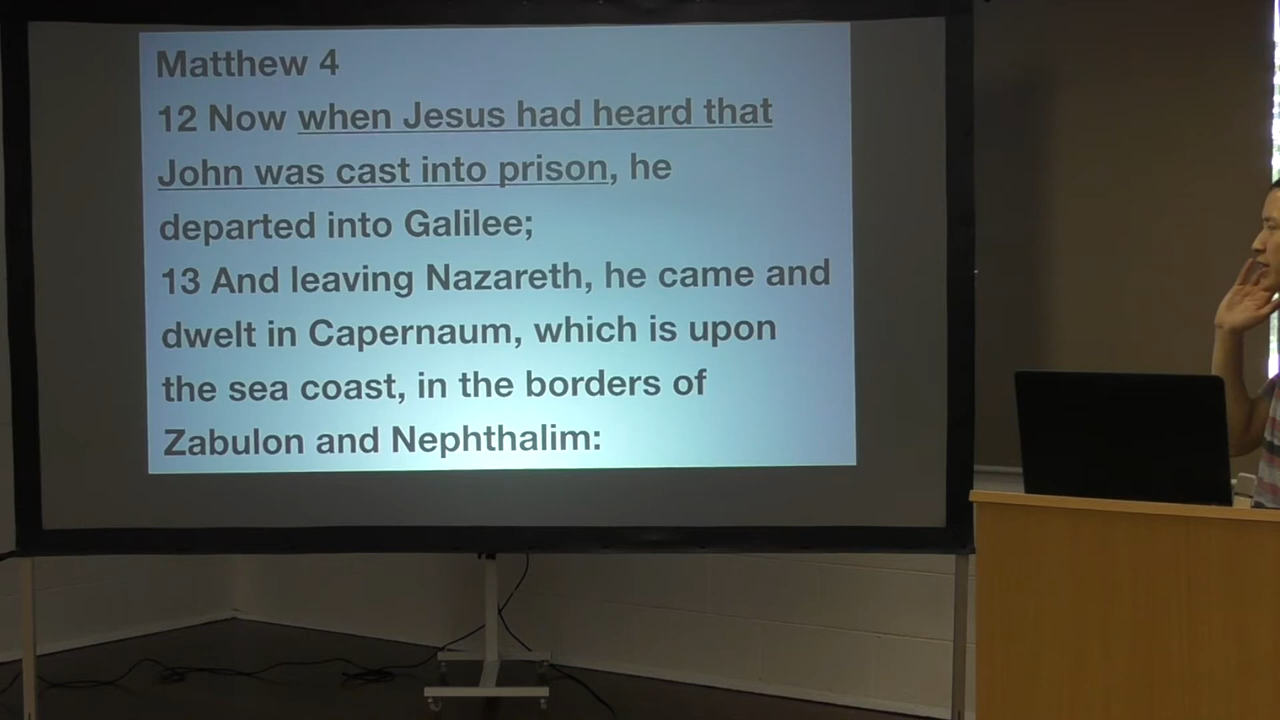 Matthew 4
12 Now when Jesus had heard that
John was cast into prison, he
departed into Galilee;
13 And leaving Nazareth, he came and
dwelt in Capernaum, which is upon
the sea coast, in the borders of
Zabulon and Nephthalim: